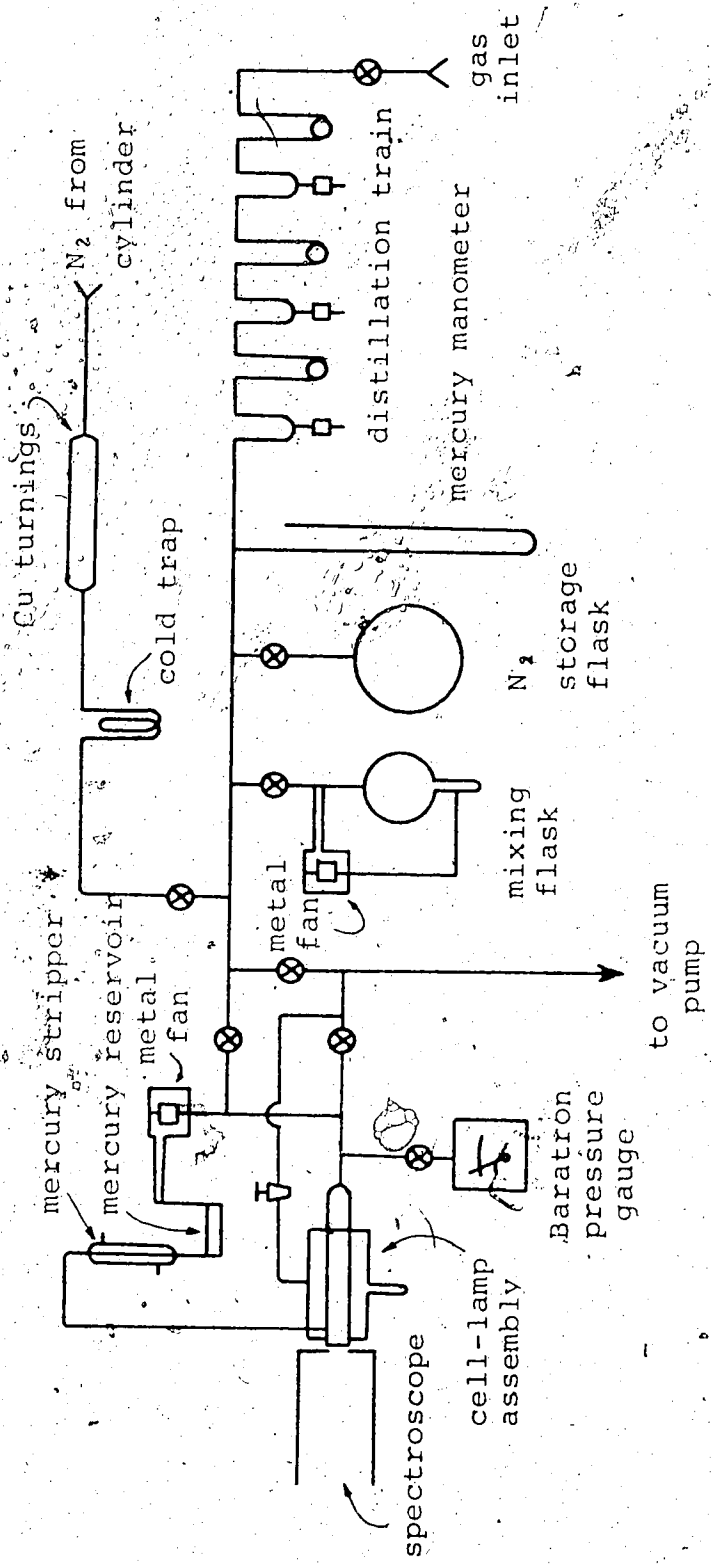 Cu turnings
N2 from
cylinder
cold trap
mercury stripper
mercury reservoir
metal
fan
metal
fan
gas
inlet
distillation train
mercury manometer
N2
storage
flask
mixing
flask
to vacuum
pump
Baratron
pressure
gauge
cell-lamp
assembly
spectroscope